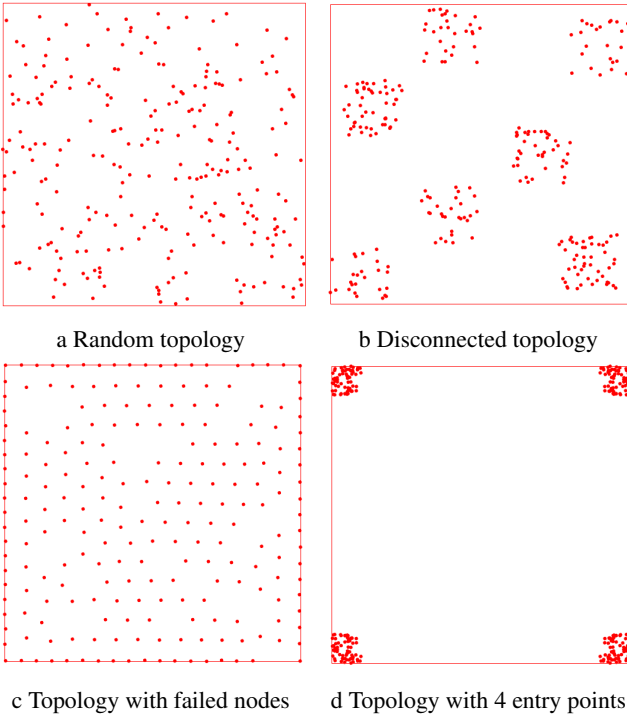 a Random topology
b Disconnected topology
c Topology with failed nodes
d Topology with 4 entry points